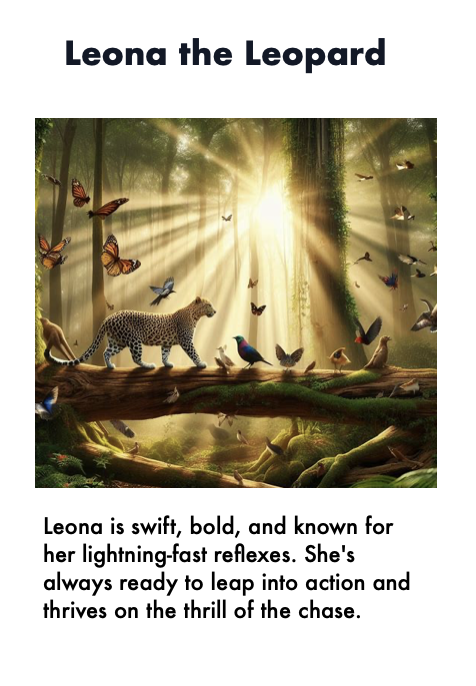 Leona the Leopard
Leona is swift, bold, and known for
her lightning-fast reflexes. She's
always ready to leap into action and
thrives on the thrill of the chase.